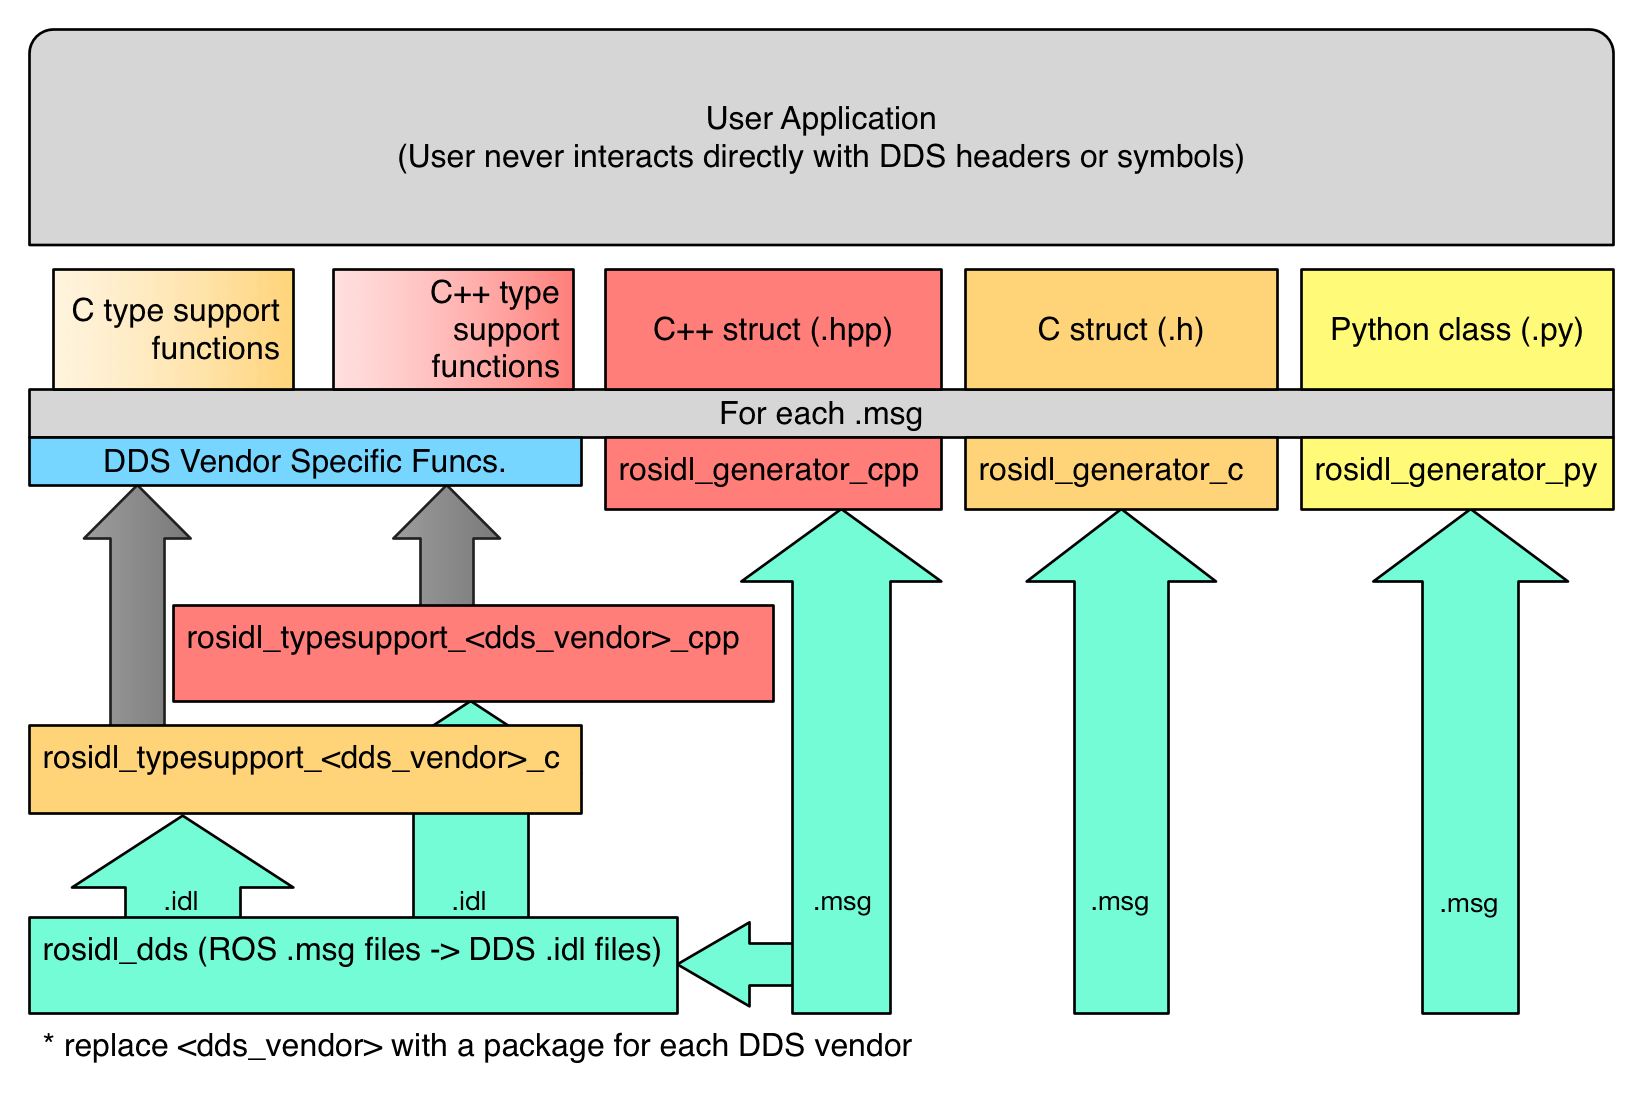 User Application
(User never interacts directly with DDS headers or symbols)
C type support
functions
C++ type
support
functions
C++ struct (.hpp)
C struct (.h)
Python class (.py)
For each .msg
DDS Vendor Specific Funcs.
rosidl_generator_cpp
rosidl_generator_c
rosidl_generator_py
rosidl_typesupport_<dds_vendor>_cpp
rosidl_typesupport_<dds_vendor>_c
.idl
.idl
.msg
.msg
.msg
rosidl_dds (ROS .msg files -> DDS .idl files)
* replace <dds_vendor> with a package for each DDS vendor